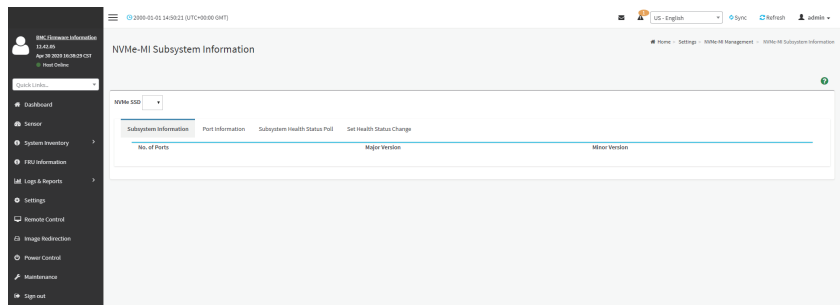 2000-01-01 14:50:21 (UTC+00:00 GMT)
US - English
Sync
Refresh
admin
BMC Firmware Information
12.42.05
Apr 30 2020 16:38:29 CST
Host Online
Quick Links...
Dashboard
Sensor
System Inventory
FRU Information
Logs & Reports
Settings
Remote Control
Image Redirection
Power Control
Maintenance
Sign out
NVMe-MI Subsystem Information
Home - Settings - NVMe-MI Management - NVMe-MI Subsystem Information
NVMe SSD
Subsystem Information Port Information Subsystem Health Status Poll Set Health Status Change
No. of Ports Major Version Minor Version